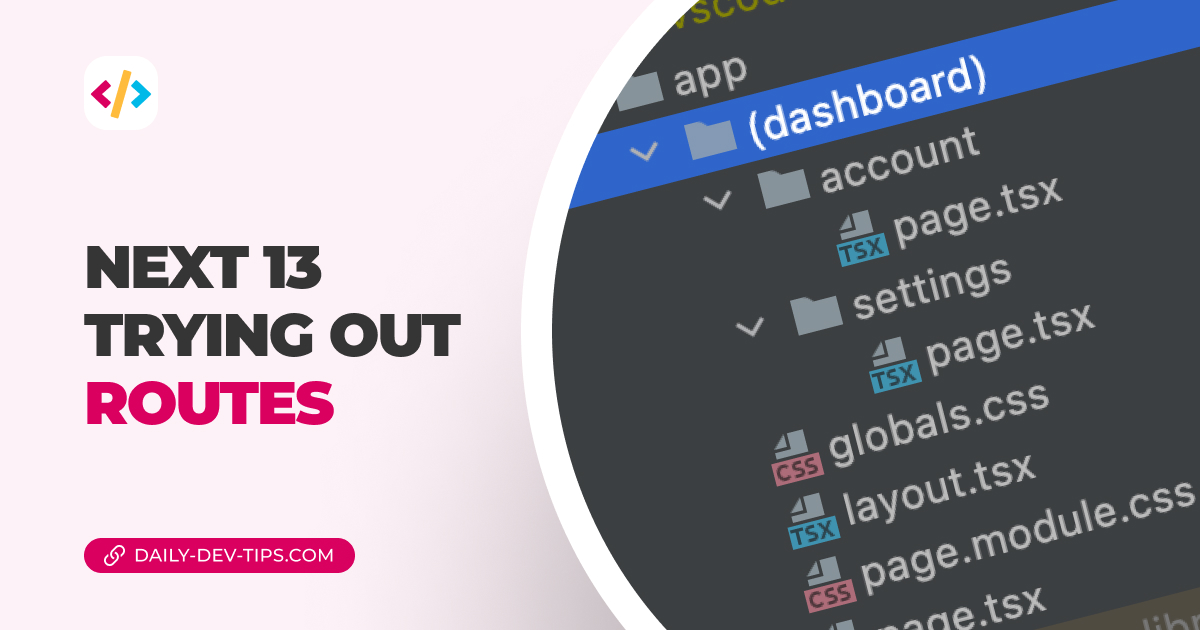 NEXT 13
TRYING OUT
ROUTES
DAILY-DEV-TIPS.COM
app
(dashboard)
account
page.tsx
TSX
settings
page.tsx
TSX
globals.css
CSS
layout.tsx
TSX
page.module.css
CSS
page.tsx